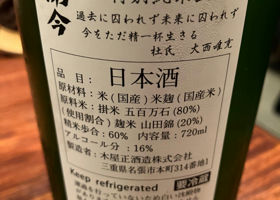 而今
特別純米
過去に囚われず未来に囚われず
今をただ精一杯生きる
杜氏 大西唯克
品目：日本酒
原材料：米(国産)米麹(国産米)
原料米：掛米 五百万石(80%)
(使用割合) 麹米 山田錦(20%)
精米歩合：60% 内容量：720ml
アルコール分：16%
製造者：木屋正酒造株式会社
三重県名張市本町314番地1
Keep refrigerated
要冷蔵